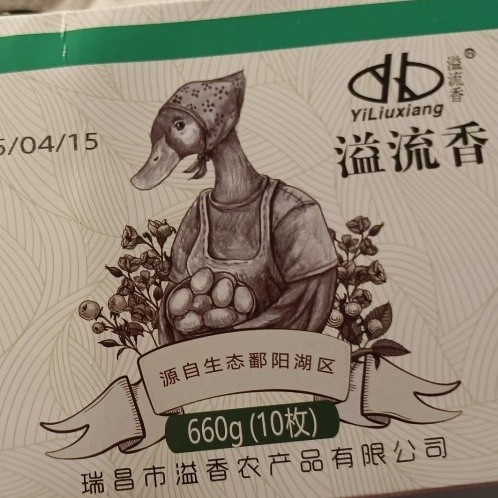 5/04/15
溢流香®
YiLiuxiang
溢流香
源自生态鄱阳湖区
660g (10枚)
瑞昌市溢香农产品有限公司